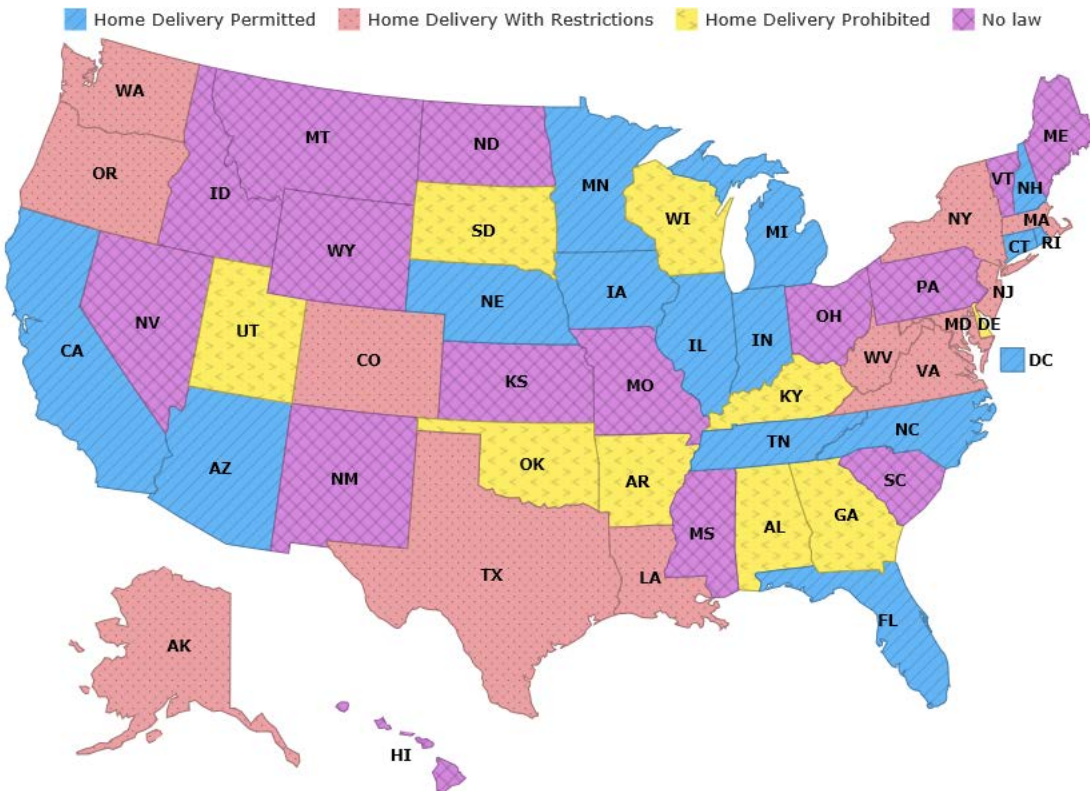 Home Delivery Permitted Home Delivery With Restrictions Home Delivery Prohibited No law
WA
MT
ND
MN
ME
VT
NH
OR
ID
SD
WI
MI
NY
MA
CT
RI
WY
NE
IA
PA
NJ
NV
UT
CO
KS
MO
IL
IN
OH
MD
DE
WV
VA
DC
CA
KY
AZ
NM
OK
AR
TN
NC
SC
TX
LA
MS
AL
GA
FL
AK
HI